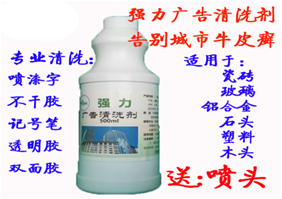 强力广告清洗剂
告别城市牛皮癣
专业清洗:
喷漆字
不干胶
记号笔
透明胶
双面胶
强力
广告清洗剂
500ml
适用于:
瓷砖
玻璃
铝合金
石头
塑料
木头
送:喷头